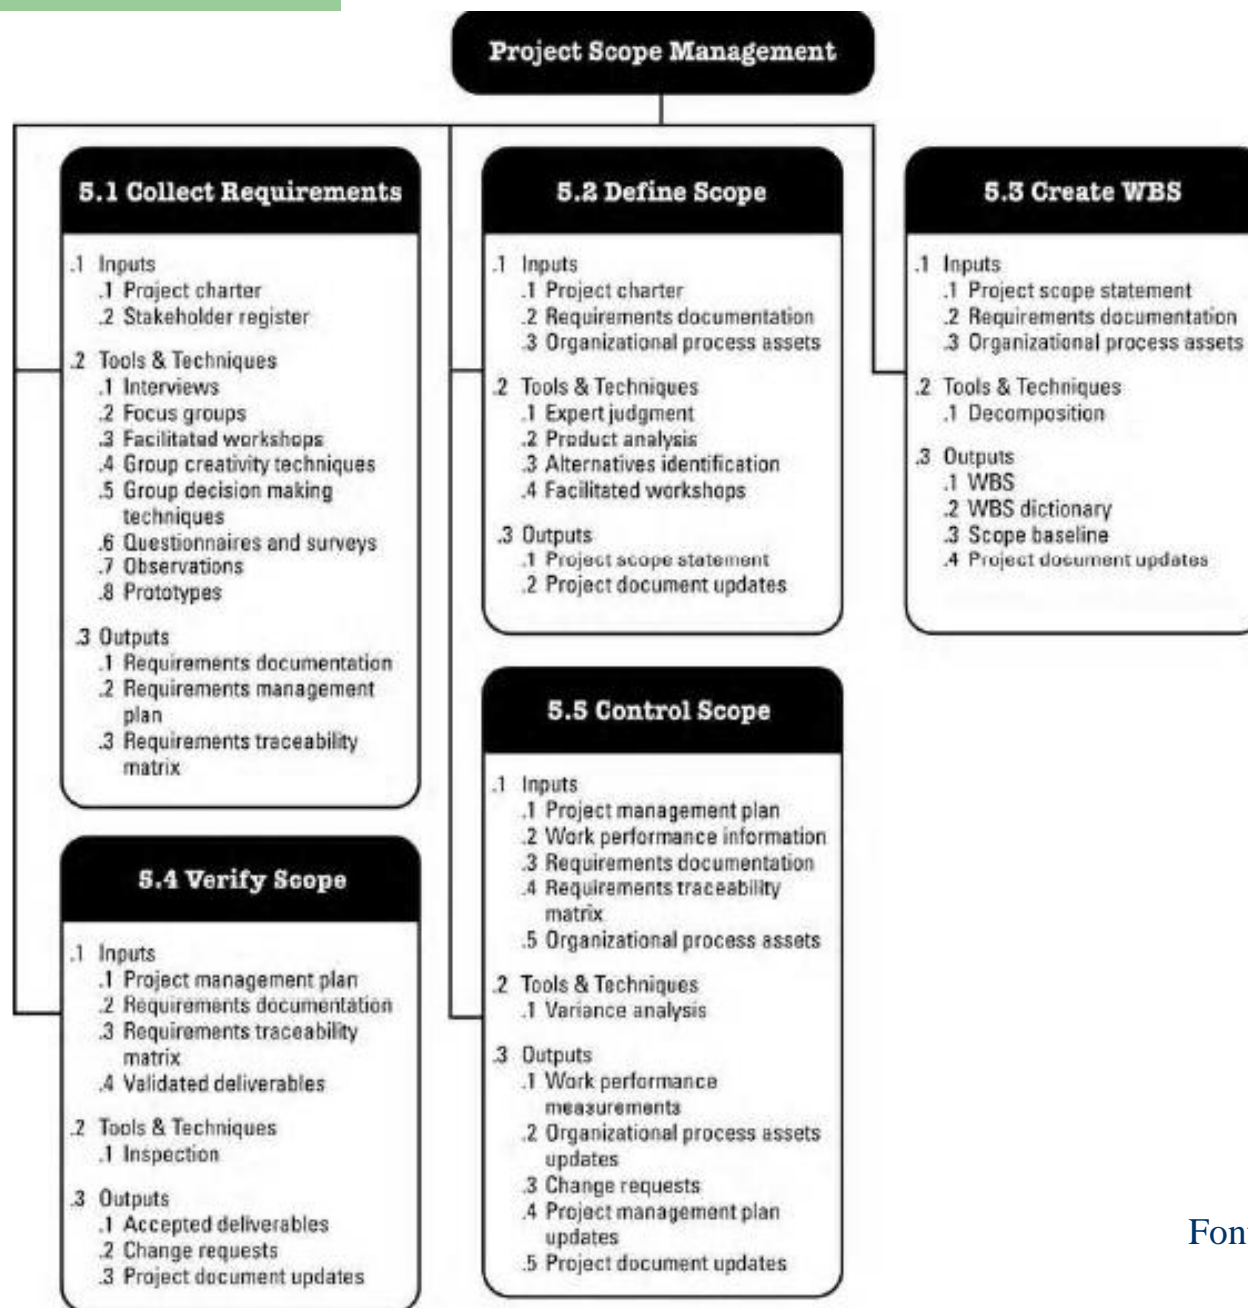 Project Scope Management
5.1 Collect Requirements
.1 Inputs
.1 Project charter
.2 Stakeholder register
.2 Tools & Techniques
.1 Interviews
.2 Focus groups
.3 Facilitated workshops
.4 Group creativity techniques
.5 Group decision making
techniques
.6 Questionnaires and surveys
.7 Observations
.8 Prototypes
.3 Outputs
.1 Requirements documentation
.2 Requirements management
plan
.3 Requirements traceability
matrix
5.2 Define Scope
.1 Inputs
.1 Project charter
.2 Requirements documentation
.3 Organizational process assets
.2 Tools & Techniques
.1 Expert judgment
.2 Product analysis
.3 Alternatives identification
.4 Facilitated workshops
.3 Outputs
.1 Project scope statement
.2 Project document updates
5.3 Create WBS
.1 Inputs
.1 Project scope statement
.2 Requirements documentation
.3 Organizational process assets
.2 Tools & Techniques
.1 Decomposition
.3 Outputs
.1 WBS
.2 WBS dictionary
.3 Scope baseline
.4 Project document updates
5.4 Verify Scope
.1 Inputs
.1 Project management plan
.2 Requirements documentation
.3 Requirements traceability
matrix
.4 Validated deliverables
.2 Tools & Techniques
.1 Inspection
.3 Outputs
.1 Accepted deliverables
.2 Change requests
.3 Project document updates
5.5 Control Scope
.1 Inputs
.1 Project management plan
.2 Work performance information
.3 Requirements documentation
.4 Requirements traceability
matrix
.5 Organizational process assets
.2 Tools & Techniques
.1 Variance analysis
.3 Outputs
.1 Work performance
measurements
.2 Organizational process assets
updates
.3 Change requests
.4 Project management plan
updates
.5 Project document updates